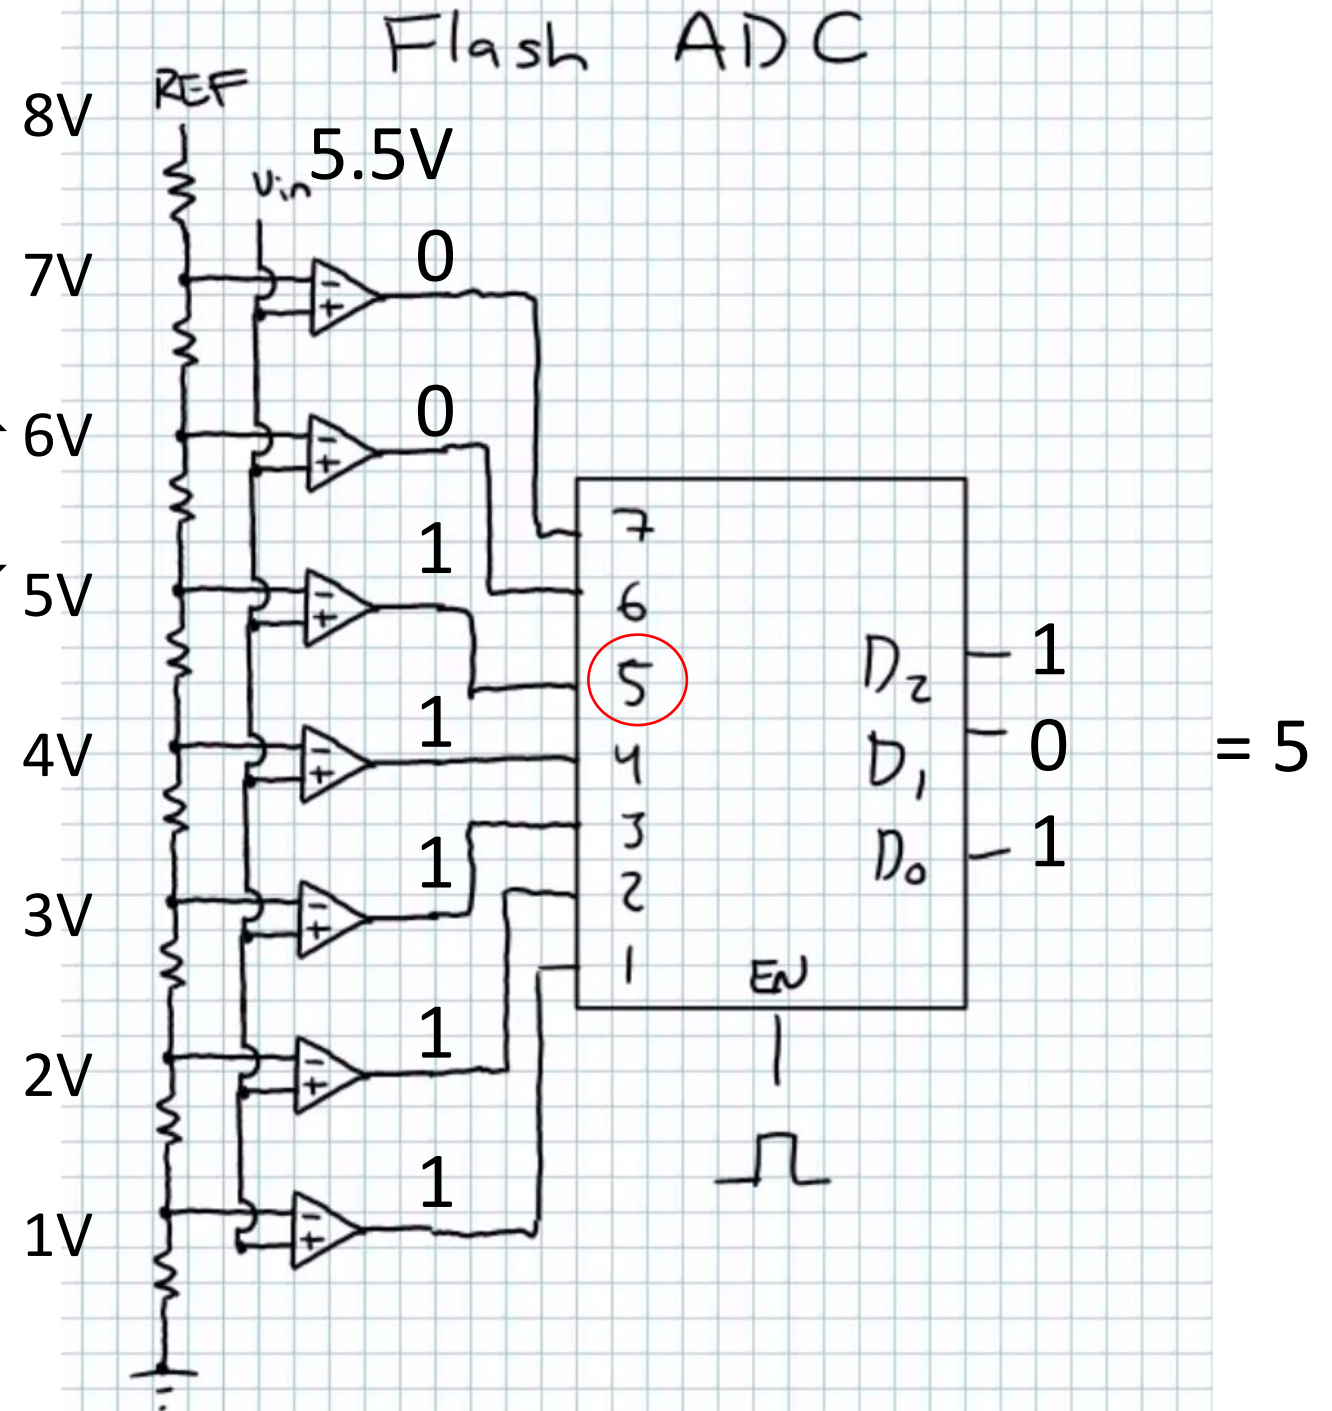 Flash ADC
REF
8V
Vin 5.5V
0
7V
- +
0
6V
- +
1
5V
- +
1
4V
- +
1
3V
- +
1
2V
- +
1
1V
- +
7
6
5
4
3
2
1
D2 1
D1 0
D0 1
= 5
EN